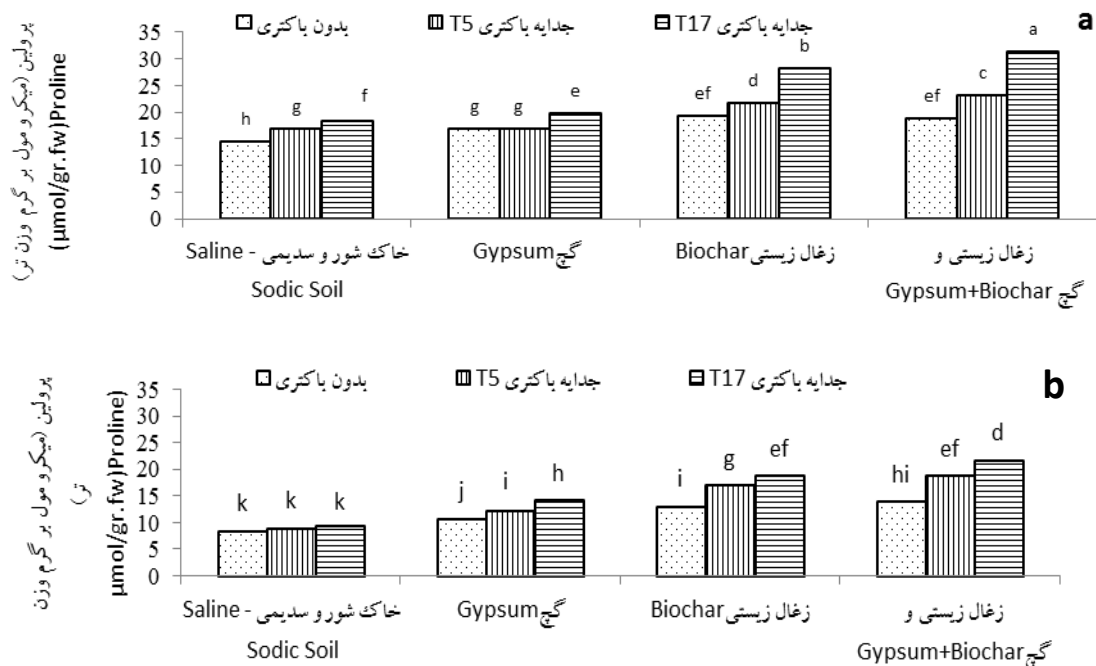 a
بدون باکتری
جدایه باکتری T5
جدایه باکتری T17
پرولین (میکرو مول بر گرم وزن تر)
Proline(μmol/gr.fw)
35
30
25
20
15
10
5
0
h g f
g g e
ef d b
ef c a
خاک شور و سدیمی - Saline
Sodic Soil
گچGypsum
زغال زیستیBiochar
زغال زیستی و
گچ Gypsum+Biochar
b
بدون باکتری
جدایه باکتری T5
جدایه باکتری T17
پرولین (میکرو مول بر گرم وزن
تر)
Proline(μmol/gr.fw)
35
30
25
20
15
10
5
0
k k k
j i h
i g ef
hi ef d
خاک شور و سدیمی - Saline
Sodic Soil
گچGypsum
زغال زیستیBiochar
زغال زیستی و
گچGypsum+Biochar